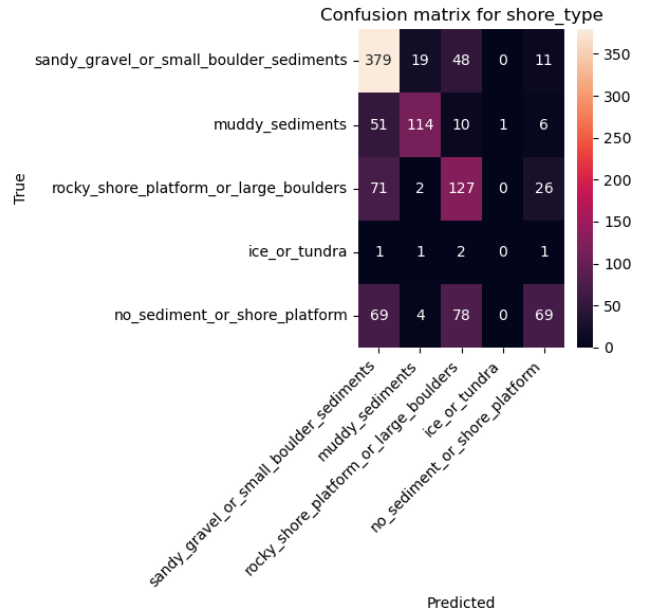 Confusion matrix for shore_type
True
sandy_gravel_or_small_boulder_sediments 379 19 48 0 11
muddy_sediments 51 114 10 1 6
rocky_shore_platform_or_large_boulders 71 2 127 0 26
ice_or_tundra 1 1 2 0 1
no_sediment_or_shore_platform 69 4 78 0 69
350
300
250
200
150
100
50
0
sandy_gravel_or_small_boulder_sediments
muddy_sediments
rocky_shore_platform_or_large_boulders
ice_or_tundra
no_sediment_or_shore_platform
Predicted